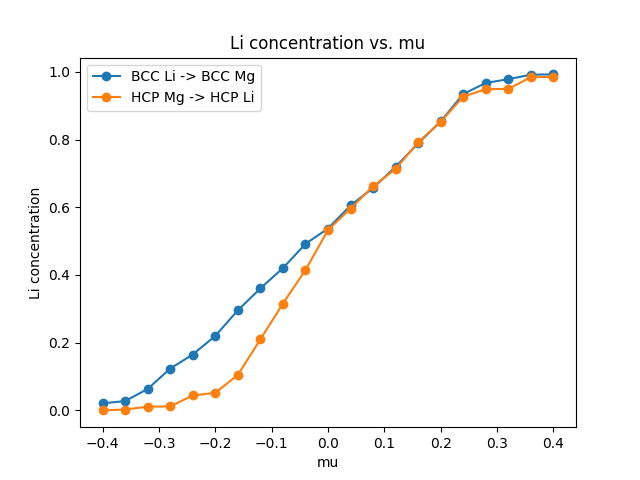 Li concentration vs. mu
BCC Li -> BCC Mg
HCP Mg -> HCP Li
Li concentration
1.0
0.8
0.6
0.4
0.2
0.0
−0.4 −0.3 −0.2 −0.1 0.0 0.1 0.2 0.3 0.4
mu